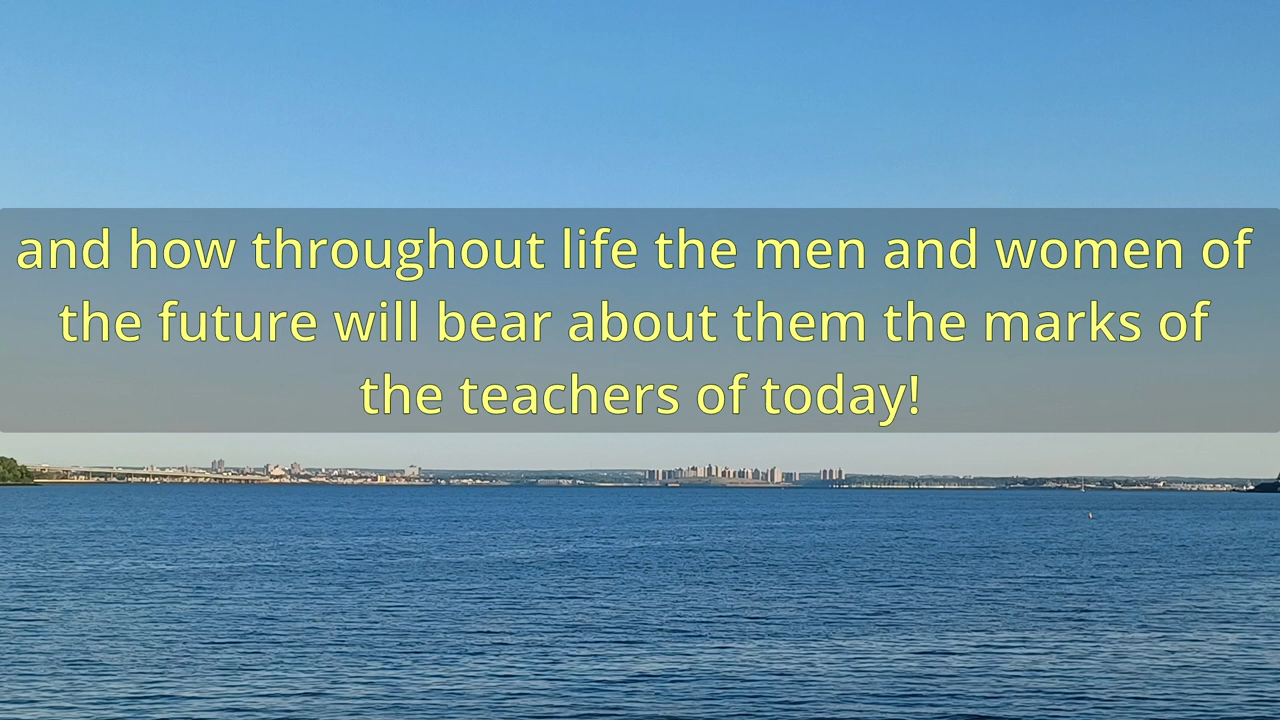 and how throughout life the men and women of
the future will bear about them the marks of
the teachers of today!